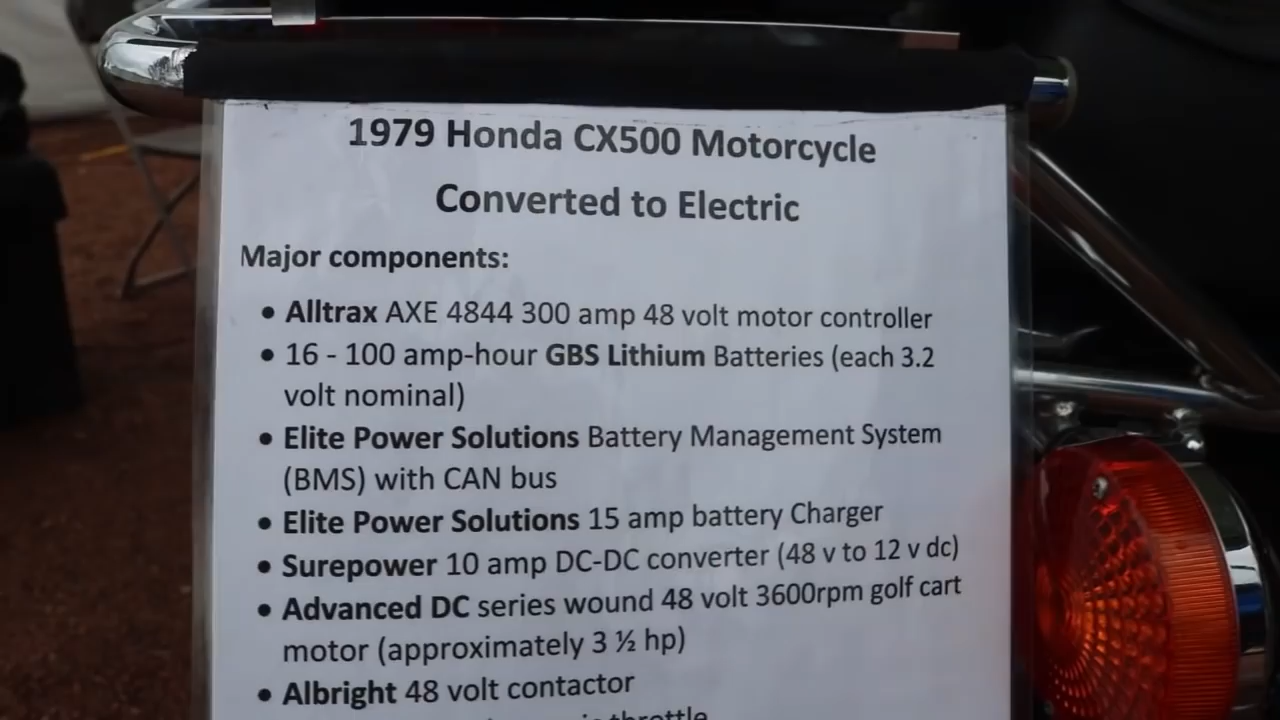 1979 Honda CX500 Motorcycle
Converted to Electric
Major components:
• Alltrax AXE 4844 300 amp 48 volt motor controller
• 16 - 100 amp-hour GBS Lithium Batteries (each 3.2
volt nominal)
• Elite Power Solutions Battery Management System
(BMS) with CAN bus
• Elite Power Solutions 15 amp battery Charger
• Surepower 10 amp DC-DC converter (48 v to 12 v dc)
• Advanced DC series wound 48 volt 3600rpm golf cart
motor (approximately 3 ½ hp)
• Albright 48 volt contactor
throttle